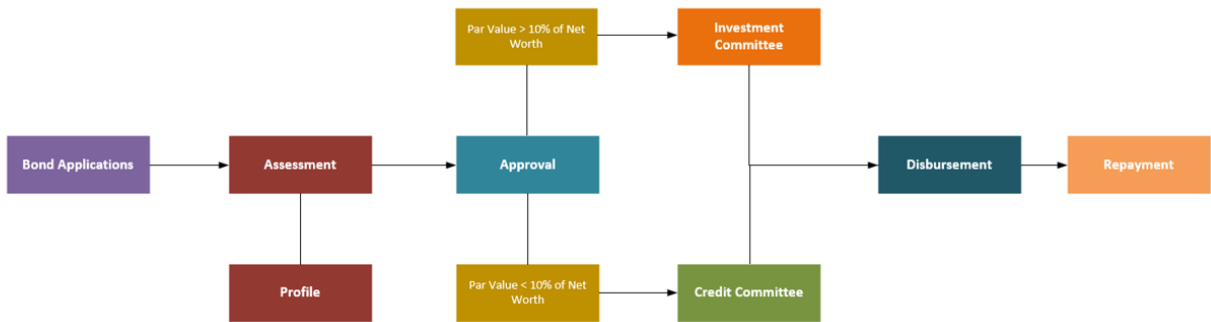 Par Value > 10% of Net
Worth
Investment
Committee
Bond Applications
Assessment
Approval
Disbursement
Repayment
Profile
Par Value < 10% of Net
Worth
Credit Committee